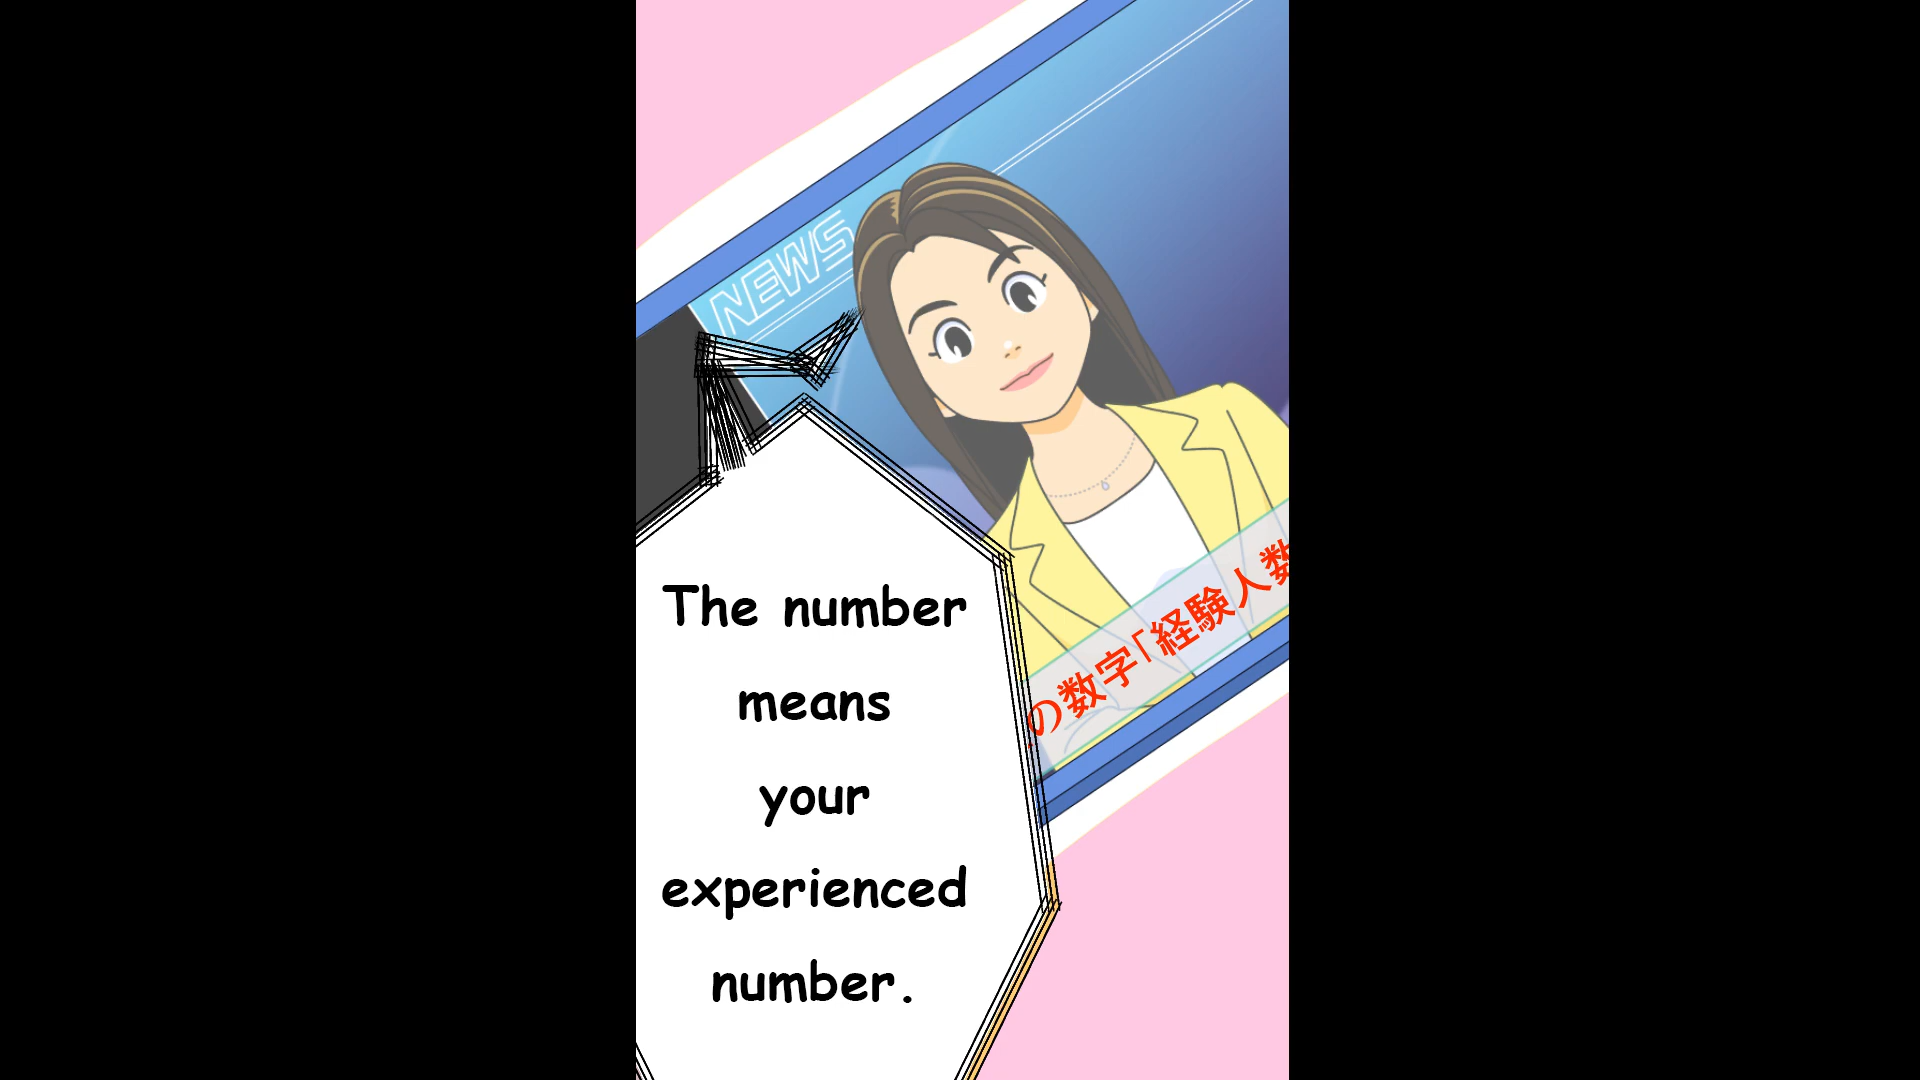 NEWS
の数字「経験人数
The number
means
your
experienced
number.